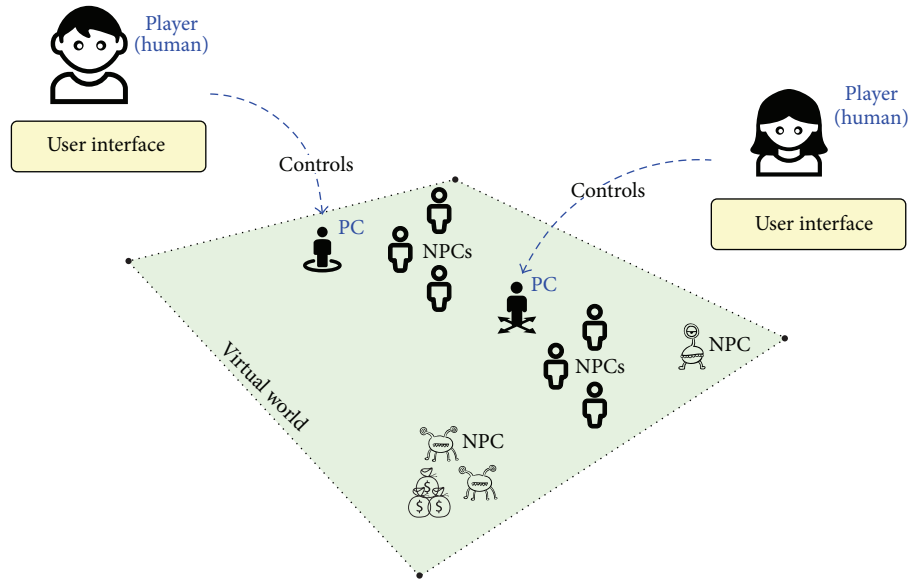 Player
(human)
User interface
Controls
Player
(human)
User interface
Controls
PC
NPCs
PC
NPCs
NPC
Virtual world
NPC
$
$ $